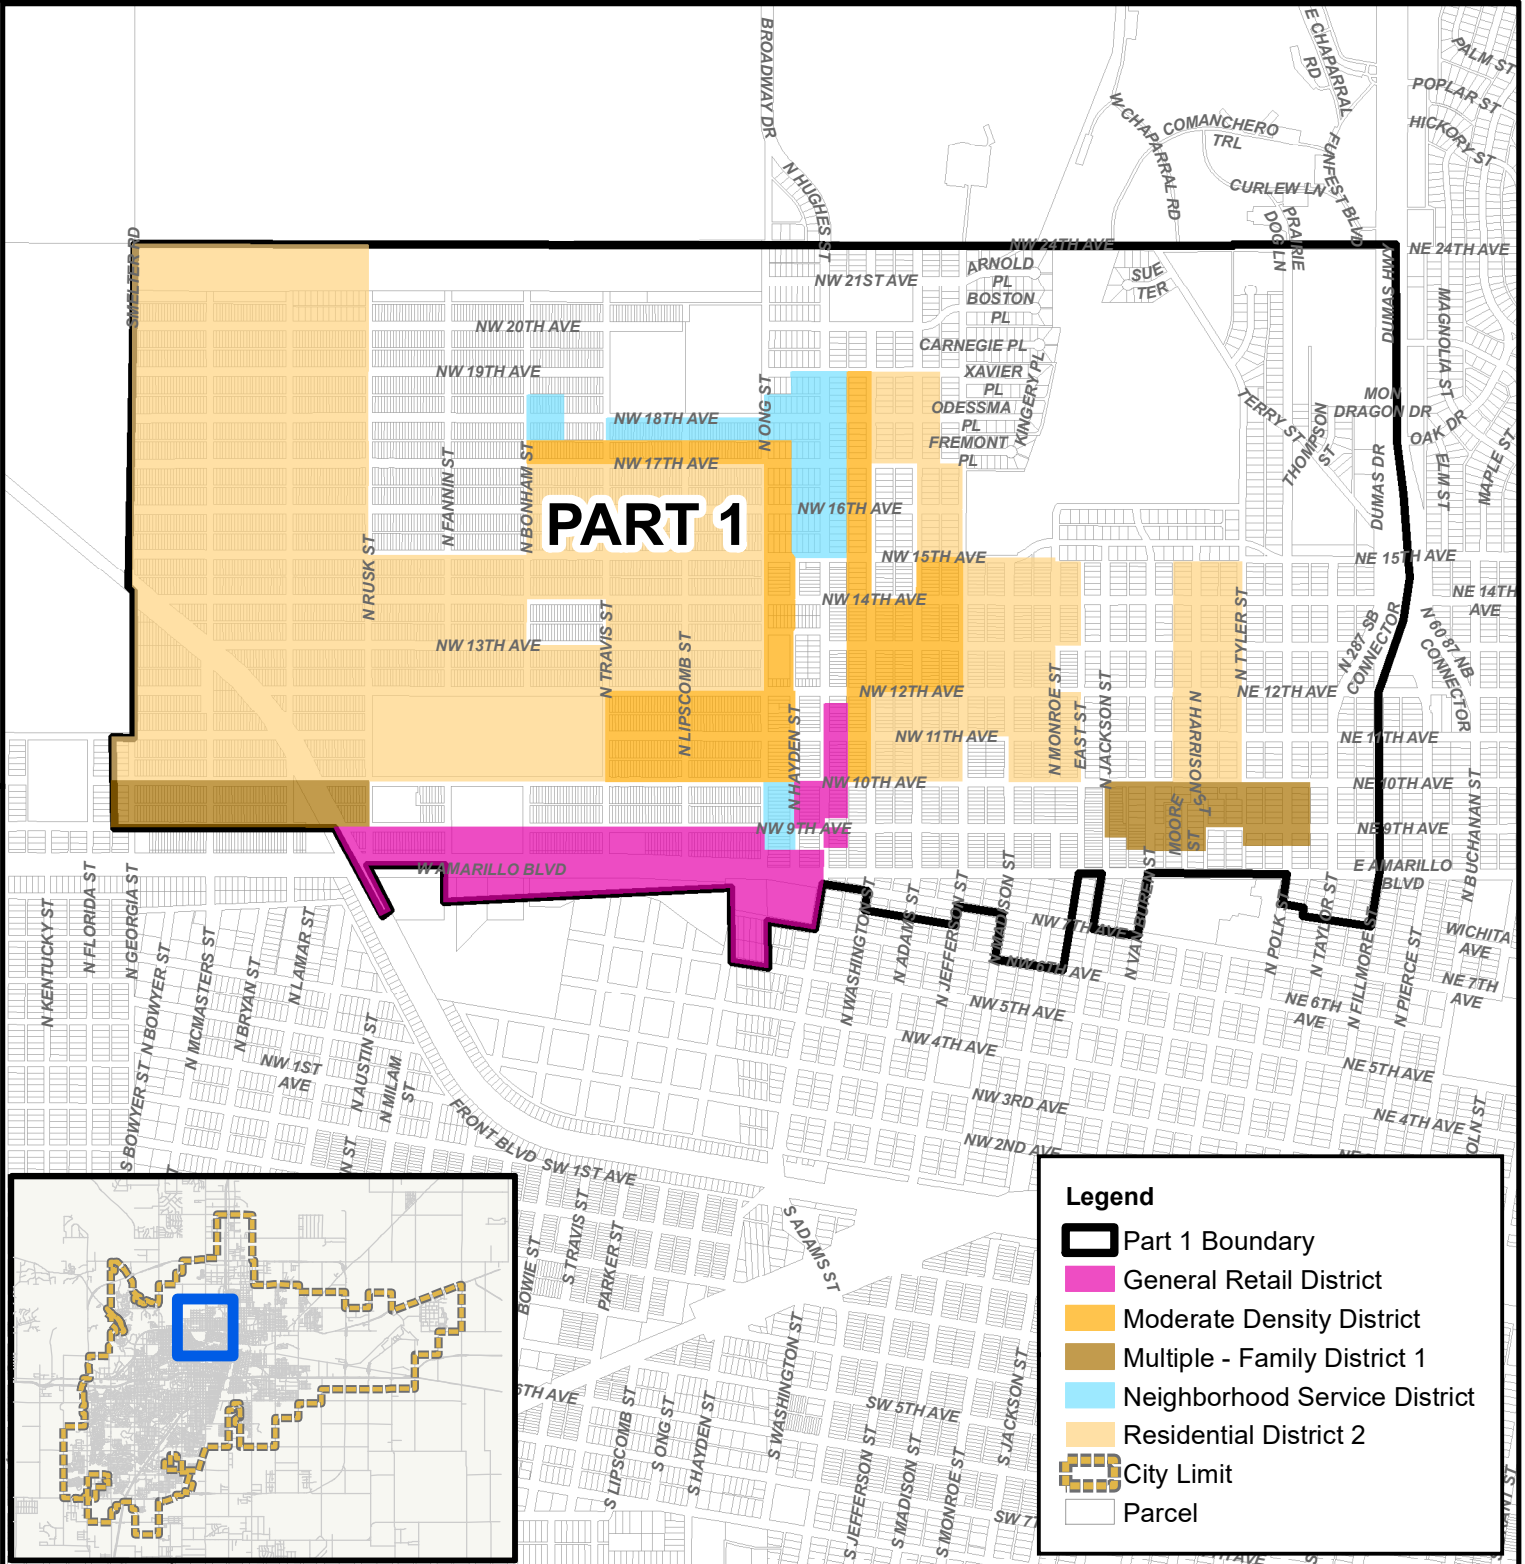 BROADWAY DR
N HUGHES ST
E CHAPARRAL
RD
PALM ST
POPLAR ST
HICKORY ST
W CHAPARRAL RD
COMANCHERO
TRL
FUNFEST BLVD
CURLEW LN
PRAIRIE
DOG LN
SMELTER RD
NW 24TH AVE
NE 24TH AVE
DUMAS HWY
NW 21ST AVE
ARNOLD
PL
SUE
TER
BOSTON
PL
MAGNOLIA ST
NW 20TH AVE
CARNEGIE PL
NW 19TH AVE
XAVIER
PL
KINGERY PL
N ONG ST
TERRY ST
MON
DRAGON DR
ODESSMA
PL
NW 18TH AVE
OAK DR
FREMONT
PL
THOMPSON
ST
NW 17TH AVE
N FANNIN ST
N BONHAM ST
ELM ST
MAPLE ST
DUMAS DR
PART 1
NW 16TH AVE
NW 15TH AVE
NE 15TH AVE
N RUSK ST
NW 14TH AVE
NE 14TH
AVE
N TRAVIS ST
N LIPSCOMB ST
N TYLER ST
N 287 SB
CONNECTOR
N 60 87 NB
CONNECTOR
NW 13TH AVE
NW 12TH AVE
NE 12TH AVE
N MONROE ST
EAST ST
N JACKSON ST
N HARRISON
ST
N HAYDEN ST
NW 11TH AVE
NE 11TH AVE
NW 10TH AVE
NE 10TH AVE
MOORE
ST
N BUCHANAN ST
NW 9TH AVE
NE 9TH AVE
W AMARILLO BLVD
E AMARILLO
BLVD
N KENTUCKY ST
N FLORIDA ST
N GEORGIA ST
N BOWYER ST
N MCMASTERS ST
N BRYAN ST
N LAMAR ST
N WASHINGTON ST
N ADAMS ST
N JEFFERSON ST
N MADISON ST
NW 7TH AVE
NW 6TH AVE
N VAN BUREN ST
N POLK ST
N TAYLOR ST
N FILLMORE ST
N PIERCE ST
WICHITA
AVE
NE 7TH
AVE
NE 6TH
AVE
NW 5TH AVE
NW 4TH AVE
NE 5TH AVE
NW 1ST
AVE
N AUSTIN ST
N MILAM
ST
S BOWYER ST
FRONT BLVD
NW 3RD AVE
NE 4TH AVE
NW 2ND AVE
OLN ST
SW 1ST AVE
N ST
BOWIE ST
S TRAVIS ST
PARKER ST
S ADAMS ST
S WASHINGTON ST
S JACKSON ST
SW 5TH AVE
S LIPSCOMB ST
S ONG ST
S HAYDEN ST
S JEFFERSON ST
S MADISON ST
S MONROE ST
Legend
Part 1 Boundary
General Retail District
Moderate Density District
Multiple - Family District 1
Neighborhood Service District
Residential District 2
City Limit
Parcel